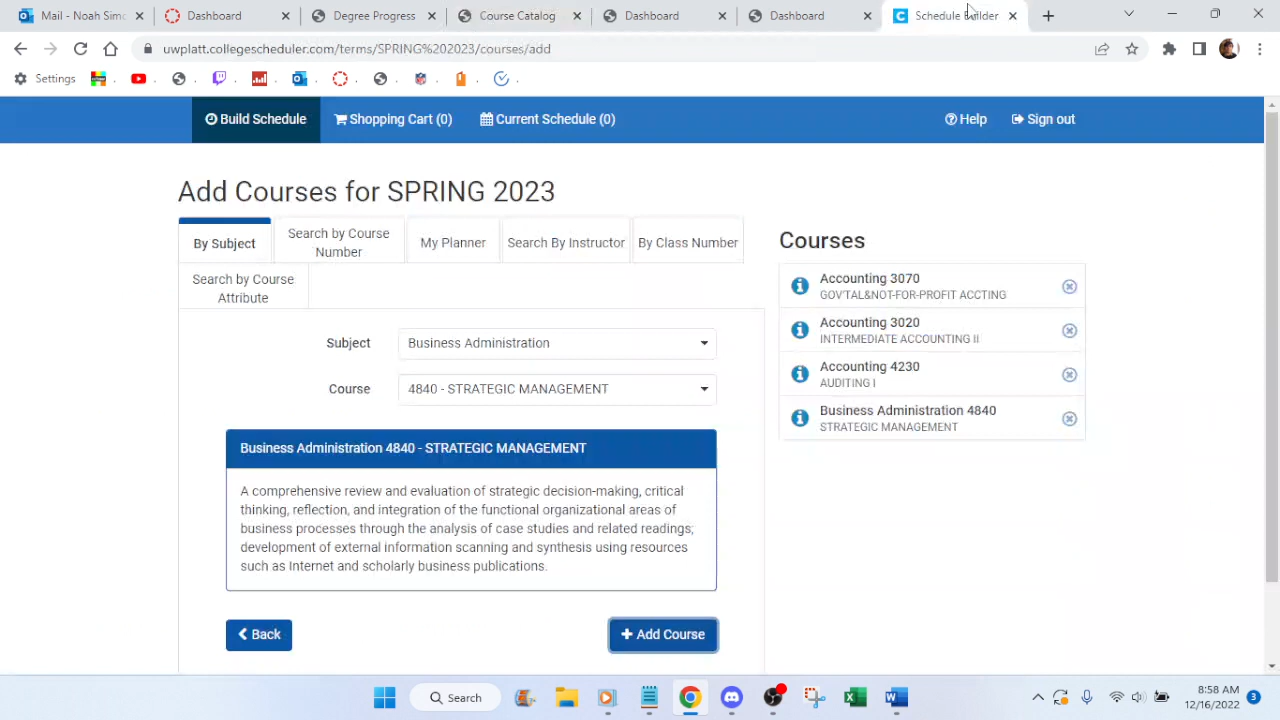 Mail - Noah Simo
Dashboard
Degree Progress
Course Catalog
Dashboard
Dashboard
Schedule Builder
uwplatt.collegescheduler.com/terms/SPRING%202023/courses/add
Settings
Build Schedule
Shopping Cart (0)
Current Schedule (0)
Help
Sign out
Add Courses for SPRING 2023
By Subject
Search by Course
Number
My Planner
Search By Instructor
By Class Number
Search by Course
Attribute
Subject
Business Administration
Course
4840 - STRATEGIC MANAGEMENT
Business Administration 4840 - STRATEGIC MANAGEMENT
A comprehensive review and evaluation of strategic decision-making, critical
thinking, reflection, and integration of the functional organizational areas of
business processes through the analysis of case studies and related readings;
development of external information scanning and synthesis using resources
such as Internet and scholarly business publications.
Back
+ Add Course
Courses
Accounting 3070
GOV'TAL&NOT-FOR-PROFIT ACCTING
Accounting 3020
INTERMEDIATE ACCOUNTING II
Accounting 4230
AUDITING I
Business Administration 4840
STRATEGIC MANAGEMENT
Search
8:58 AM
12/16/2022
3